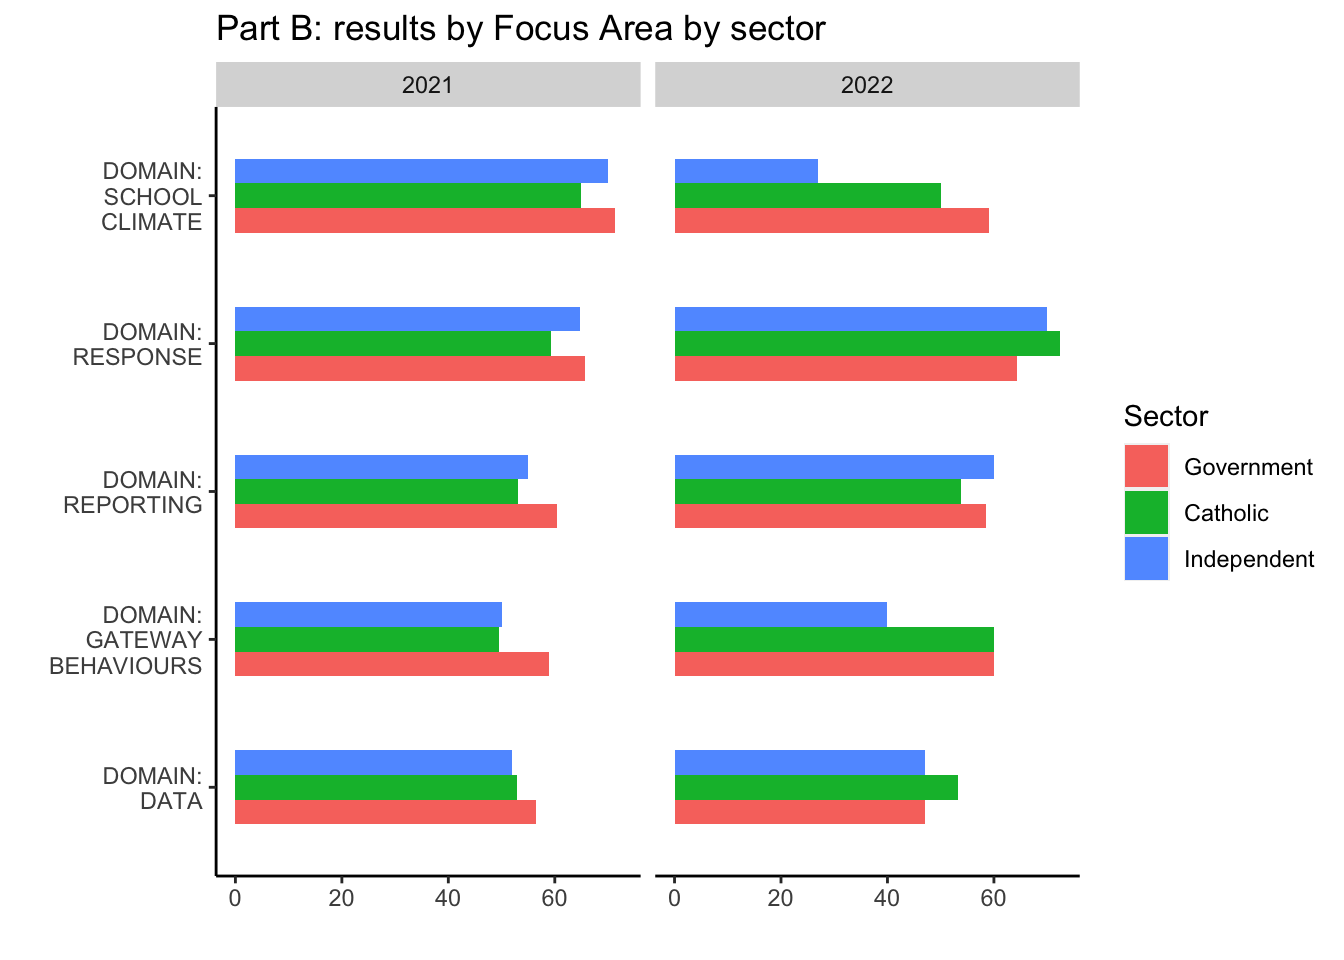 Part B: results by Focus Area by sector
2021
2022
DOMAIN:
SCHOOL
CLIMATE
DOMAIN:
RESPONSE
DOMAIN:
REPORTING
DOMAIN:
GATEWAY
BEHAVIOURS
DOMAIN:
DATA
0 20 40 60
0 20 40 60
Sector
Government
Catholic
Independent